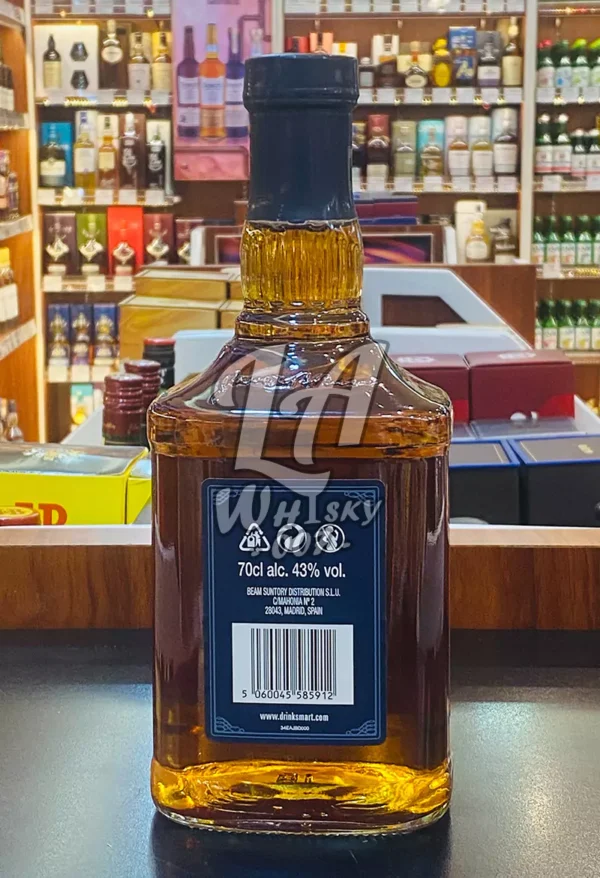 LA
WHISKY
70cl alc. 43% vol.
BEAM SUNTORY DISTRIBUTION S.L.U.
C/MAHONIA Nº 2
28043, MADRID, SPAIN
5 060045 585912
www.drinksmart.com